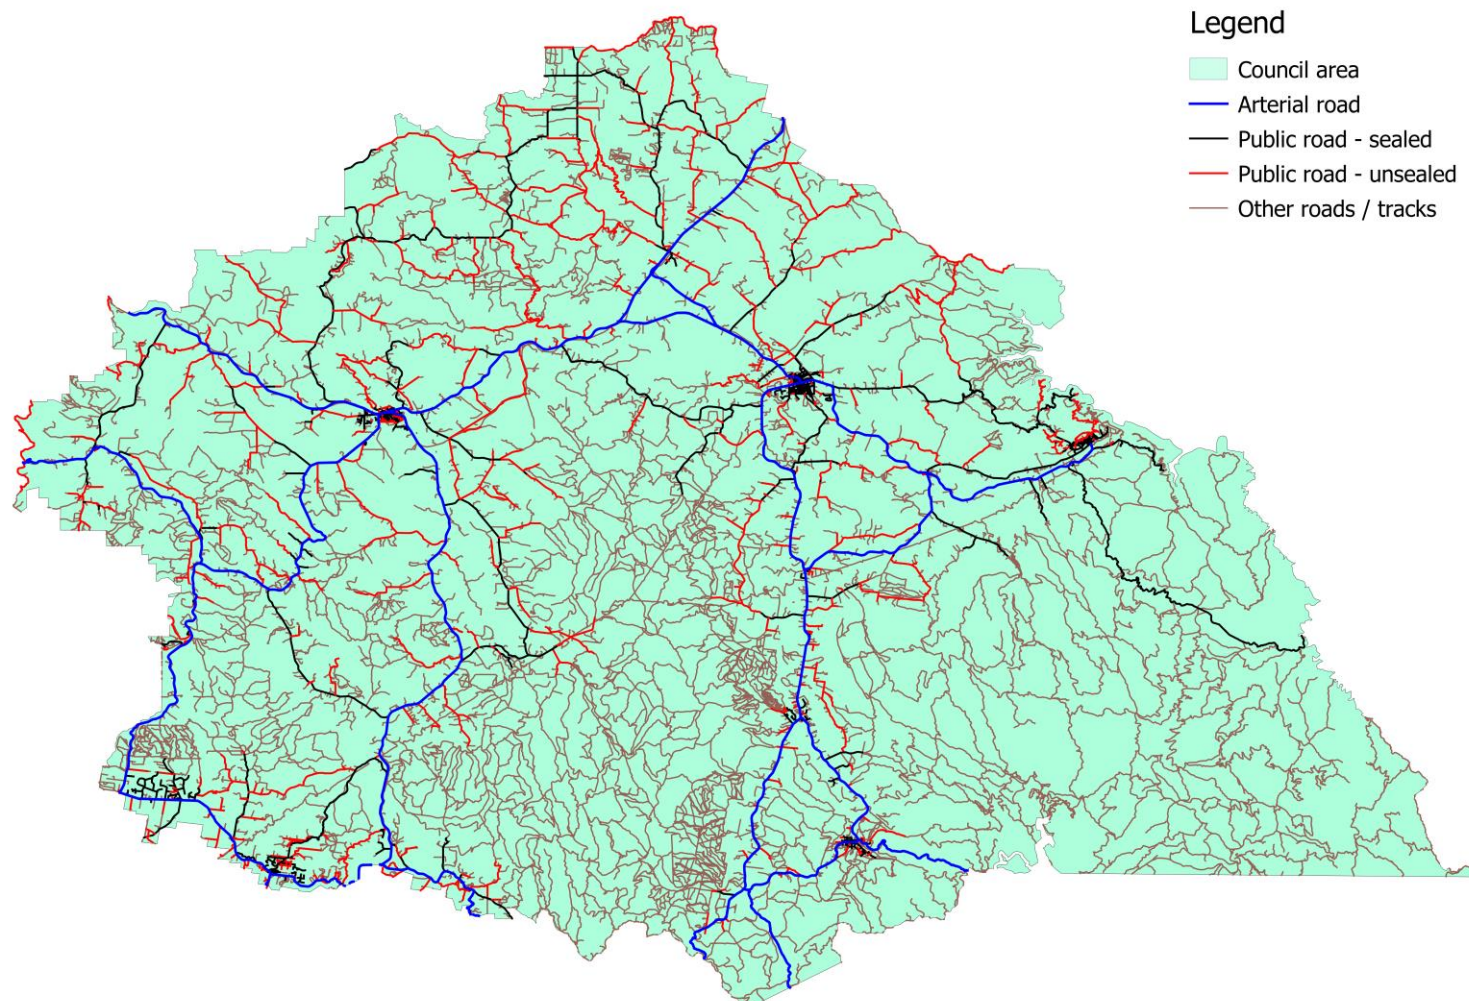 Legend
Council area
Arterial road
Public road - sealed
Public road - unsealed
Other roads / tracks